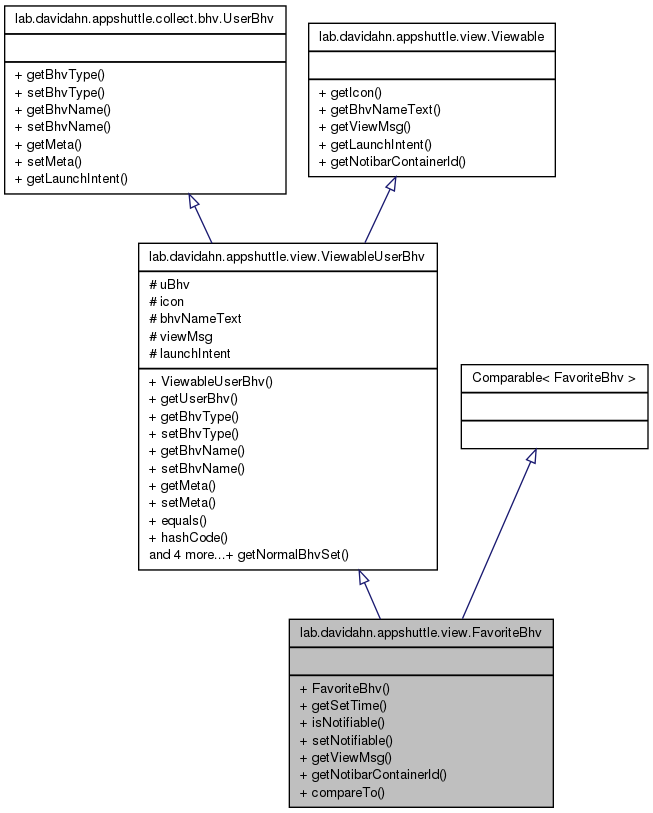 lab.davidahn.appshuttle.collect.bhv.UserBhv
+ getBhvType()
+ setBhvType()
+ getBhvName()
+ setBhvName()
+ getMeta()
+ setMeta()
+ getLaunchIntent()
lab.davidahn.appshuttle.view.Viewable
+ getIcon()
+ getBhvNameText()
+ getViewMsg()
+ getLaunchIntent()
+ getNotibarContainerId()
lab.davidahn.appshuttle.view.ViewableUserBhv
# uBhv
# icon
# bhvNameText
# viewMsg
# launchIntent
+ ViewableUserBhv()
+ getUserBhv()
+ getBhvType()
+ setBhvType()
+ getBhvName()
+ setBhvName()
+ getMeta()
+ setMeta()
+ equals()
+ hashCode()
and 4 more...+ getNormalBhvSet()
Comparable< FavoriteBhv >
lab.davidahn.appshuttle.view.FavoriteBhv
+ FavoriteBhv()
+ getSetTime()
+ isNotifiable()
+ setNotifiable()
+ getViewMsg()
+ getNotibarContainerId()
+ compareTo()